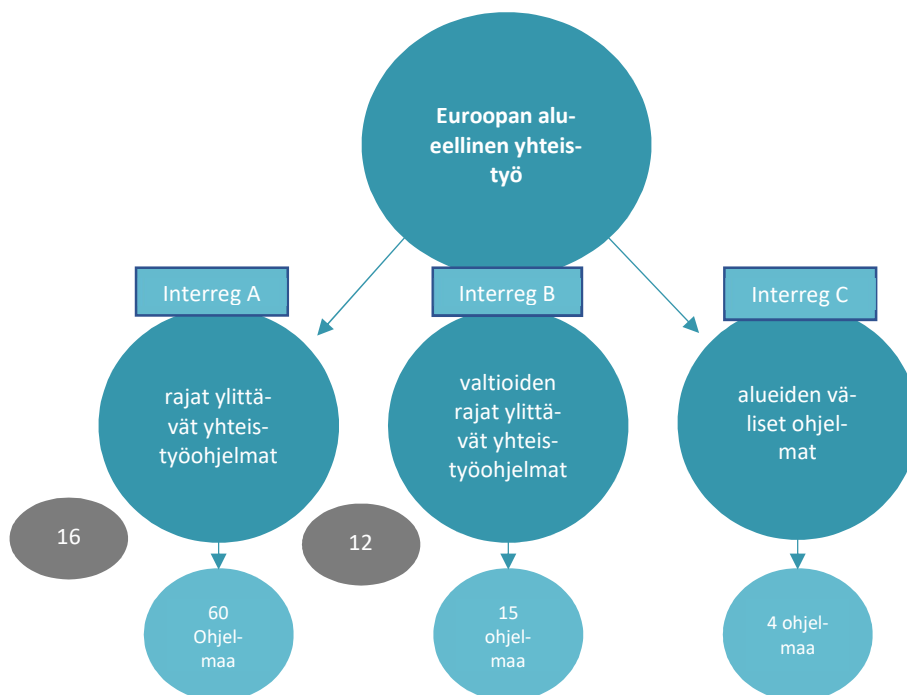 Euroopan alu-
eellinen yhteis-
työ
Interreg A
Interreg B
Interreg C
rajat ylittä-
vät yhteis-
työohjelmat
valtioiden
rajat ylittä-
vät yhteis-
työohjelmat
alueiden vä-
liset ohjel-
mat
16
12
60
Ohjel-
maa
15
ohjel-
maa
4 ohjel-
maa